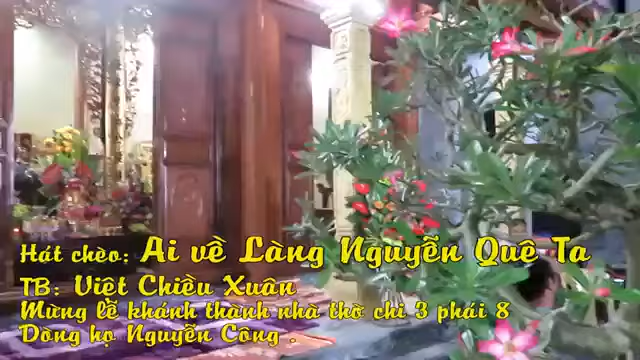 Hát chèo; Ai về Làng Nguyễn Quê Ta
TB: Việt Chiều Xuân
Mừng lễ khánh thành nhà thờ chi 3 phái 8
Dòng họ Nguyễn Công .